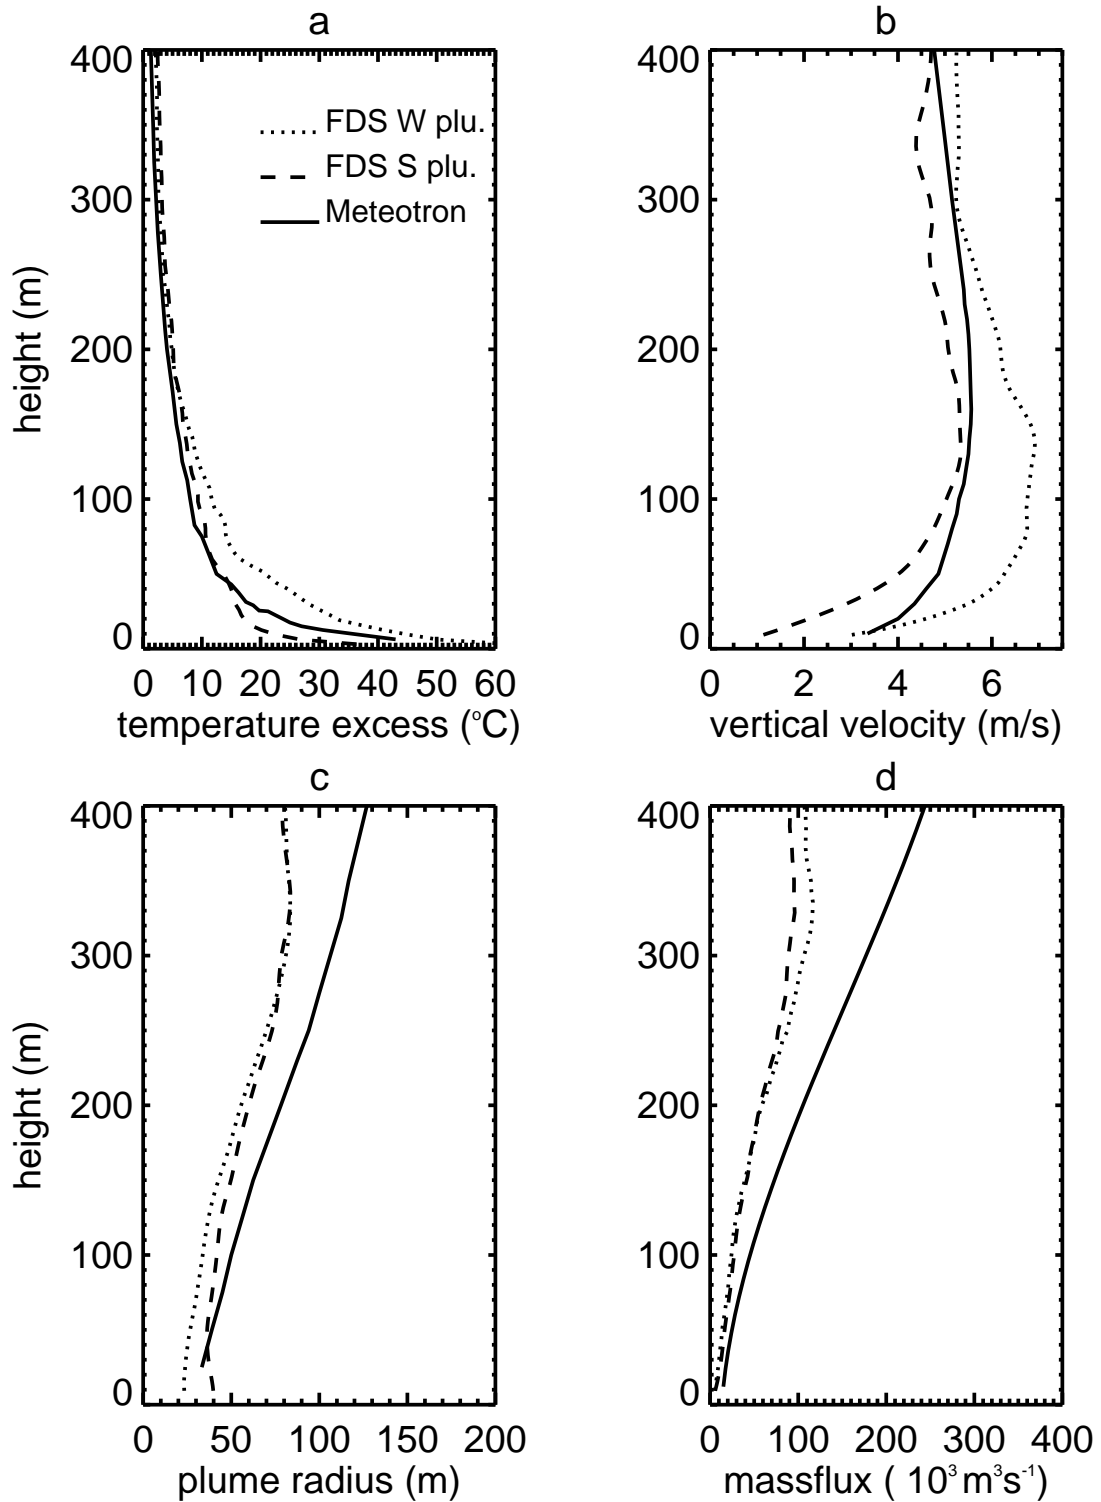 a
b
400
300
200
100
0
height (m)
FDS W plu.
FDS S plu.
Meteotron
0 10 20 30 40 50 60
temperature excess (°C)
400
300
200
100
0
0 2 4 6
vertical velocity (m/s)
c
d
400
300
200
100
0
height (m)
0 50 100 150 200
plume radius (m)
400
300
200
100
0
0 100 200 300 400
massflux ( 10³ m³s⁻¹)